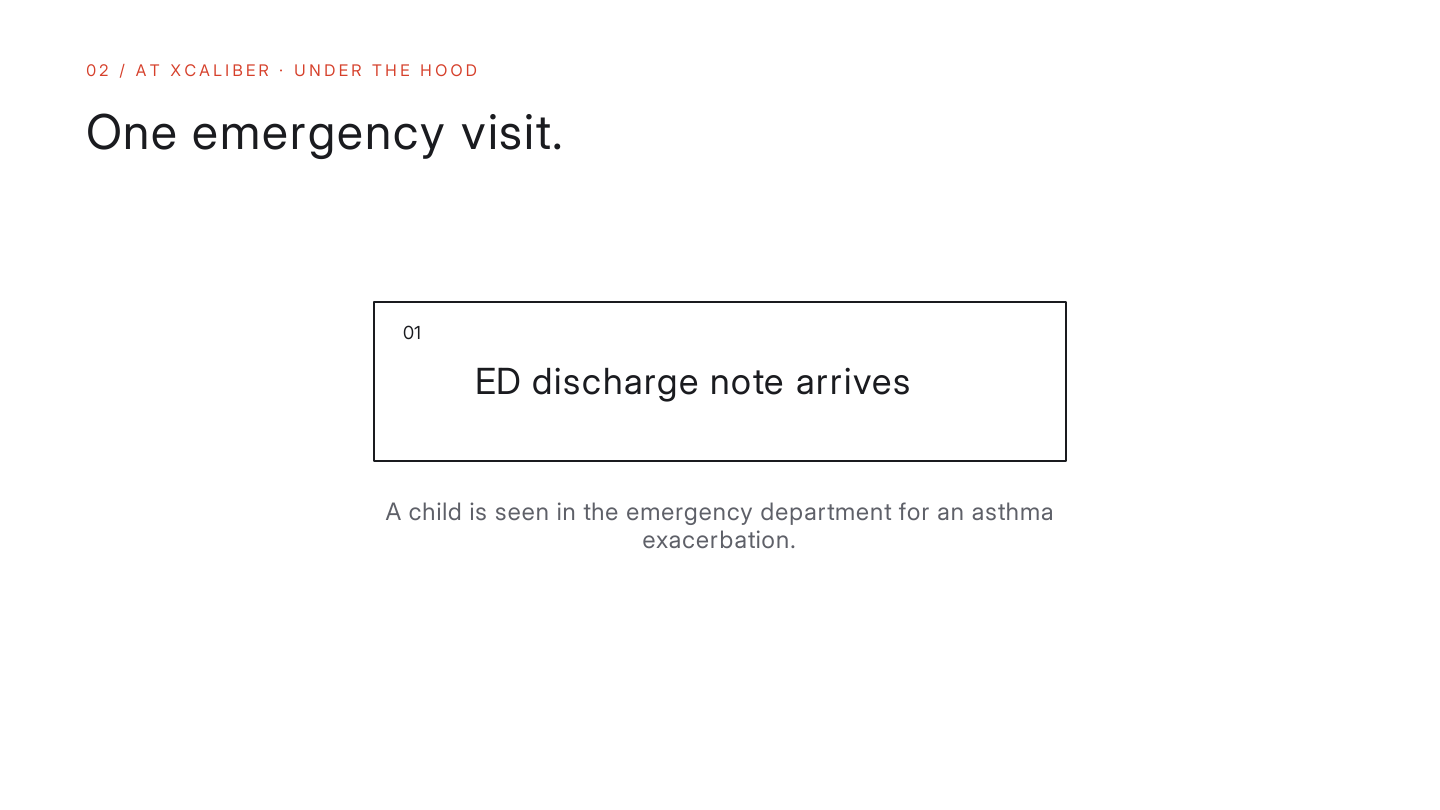 02 / AT XCALIBER · UNDER THE HOOD
One emergency visit.
01
ED discharge note arrives
A child is seen in the emergency department for an asthma
exacerbation.